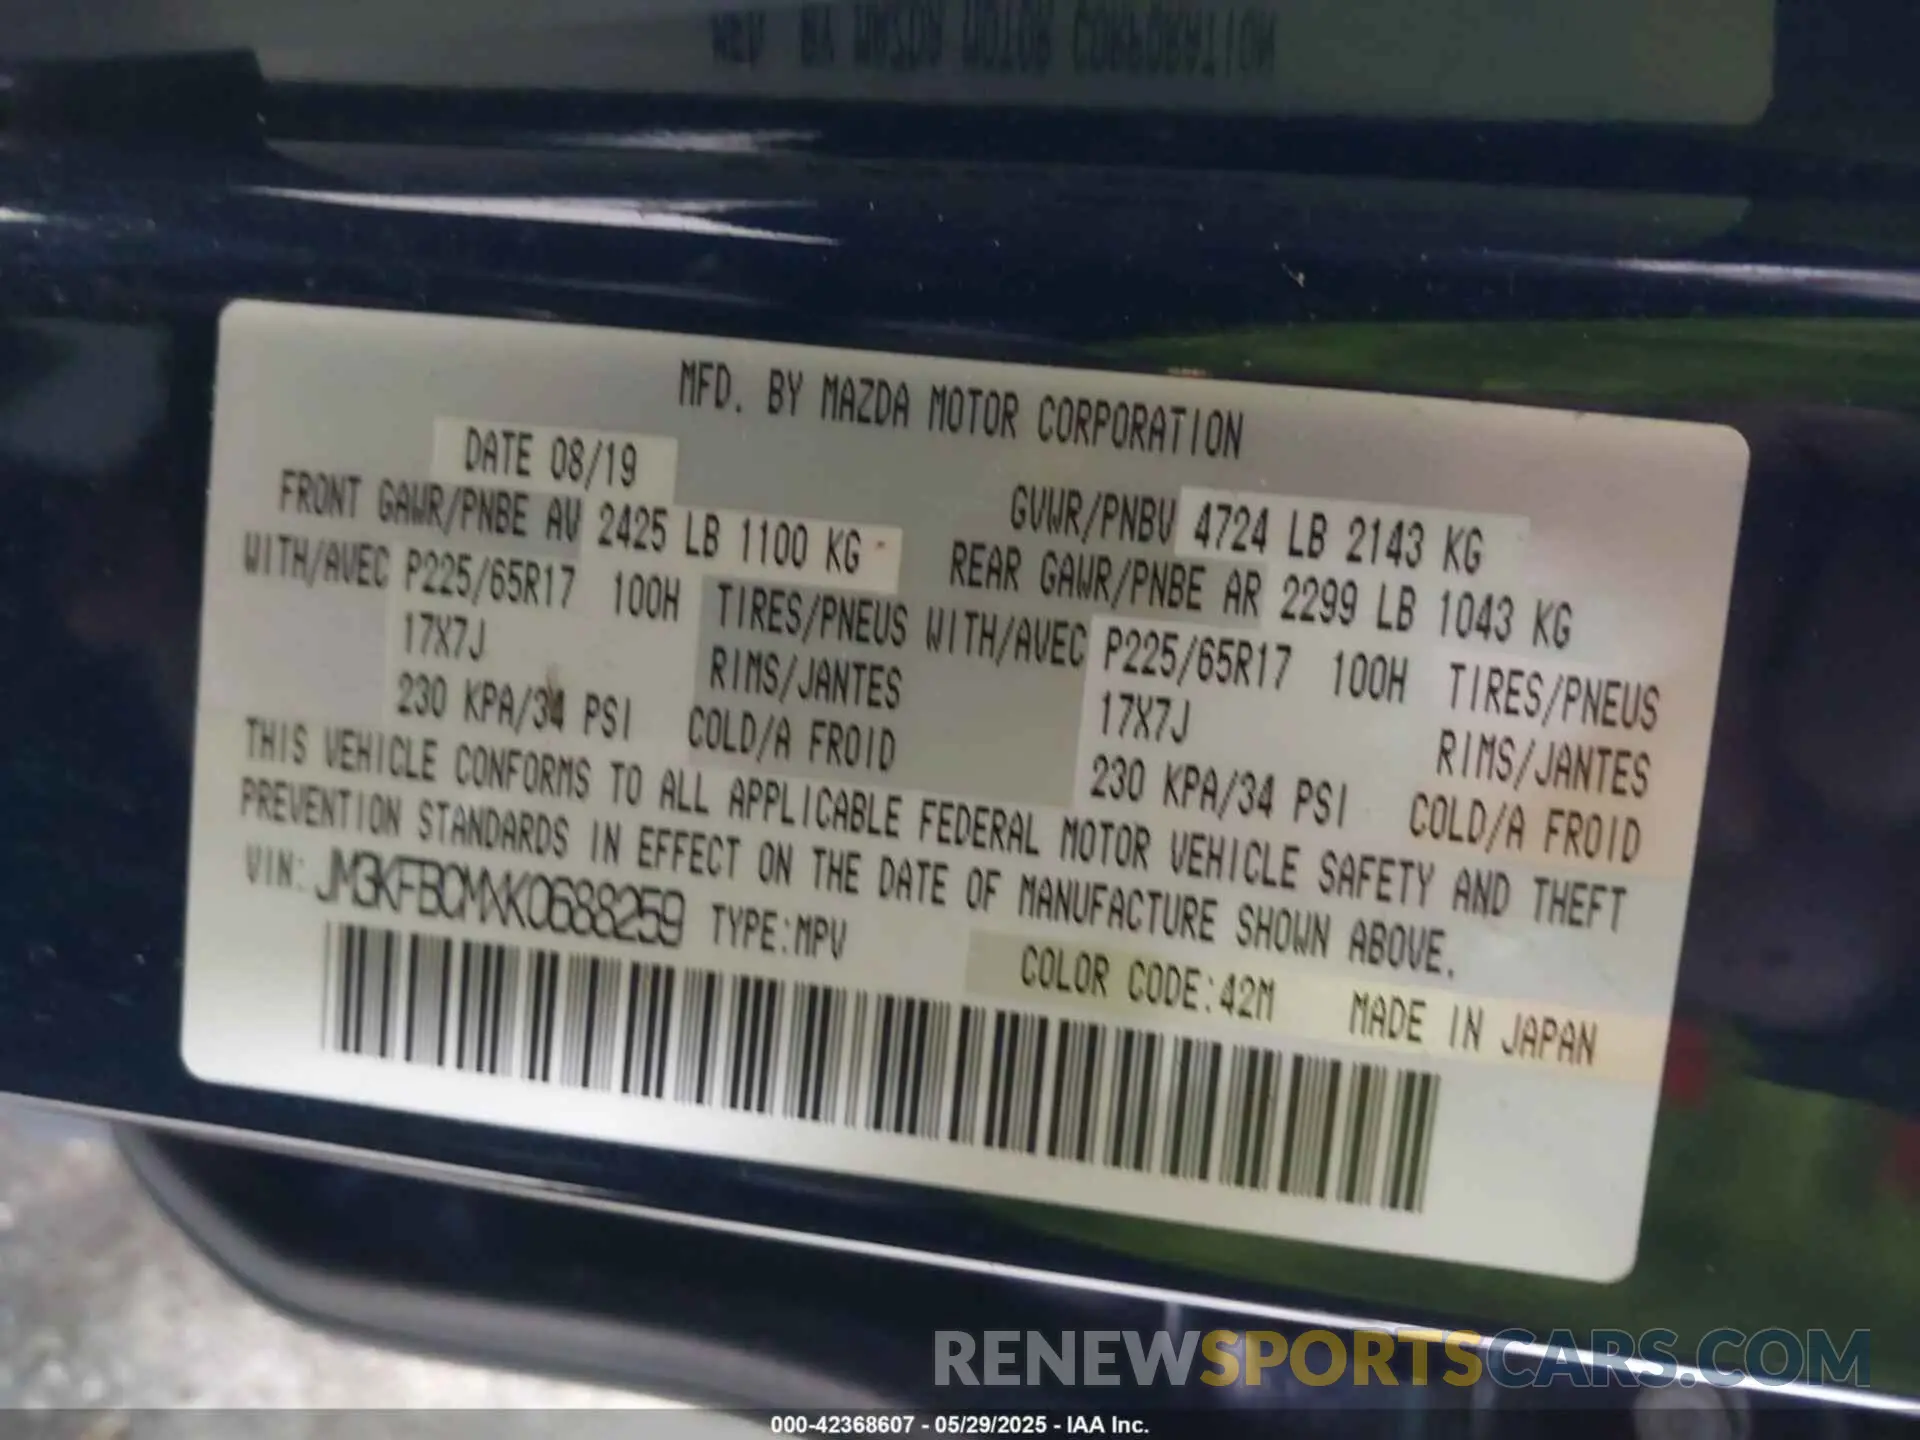 MFD. BY MAZDA MOTOR CORPORATION
DATE 08/19
GVWR/PNBV 4724 LB 2143 KG
FRONT GAWR/PNBE AV 2425 LB 1100 KG
REAR GAWR/PNBE AR 2299 LB 1043 KG
WITH/AVEC P225/65R17 100H TIRES/PNEUS WITH/AVEC P225/65R17 100H TIRES/PNEUS
17X7J RIMS/JANTES 17X7J RIMS/JANTES
230 KPA/34 PSI COLD/A FROID 230 KPA/34 PSI COLD/A FROID
THIS VEHICLE CONFORMS TO ALL APPLICABLE FEDERAL MOTOR VEHICLE SAFETY AND THEFT
PREVENTION STANDARDS IN EFFECT ON THE DATE OF MANUFACTURE SHOWN ABOVE.
VIN: JM3KFBCMXK0688259 TYPE:MPV
COLOR CODE:42M MADE IN JAPAN
RENEWSPORTSCARS.COM
000-42368607 - 05/29/2025 - IAA Inc.